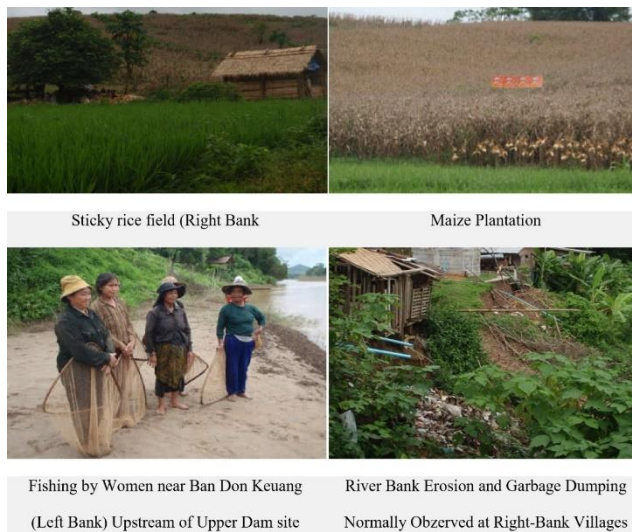 Sticky rice field (Right Bank
Maize Plantation
Fishing by Women near Ban Don Keuang
(Left Bank) Upstream of Upper Dam site
River Bank Erosion and Garbage Dumping
Normally Obzerved at Right-Bank Villages